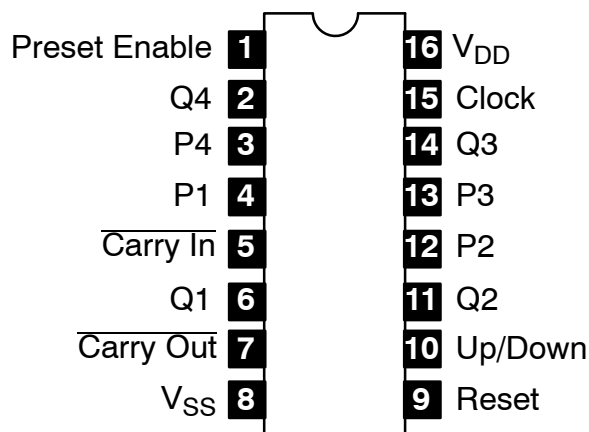 Preset Enable 1 16 VDD
Q4 2 15 Clock
P4 3 14 Q3
P1 4 13 P3
Carry In 5 12 P2
Q1 6 11 Q2
Carry Out 7 10 Up/Down
VSS 8 9 Reset